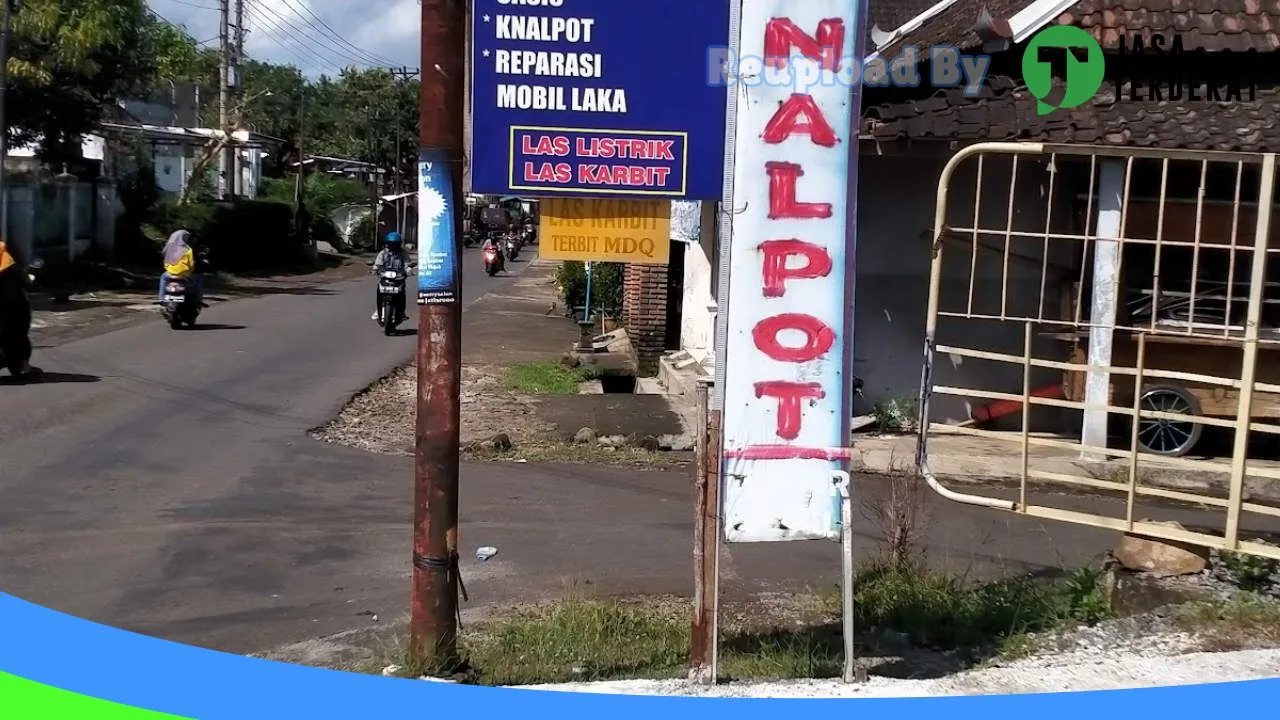 * KNALPOT
* REPARASI
MOBIL LAKA
LAS LISTRIK
LAS KARBIT
LAS KARBIT
TERBIT MDQ
NALPOT
R
Reupload By
JASA
TERDEKAT